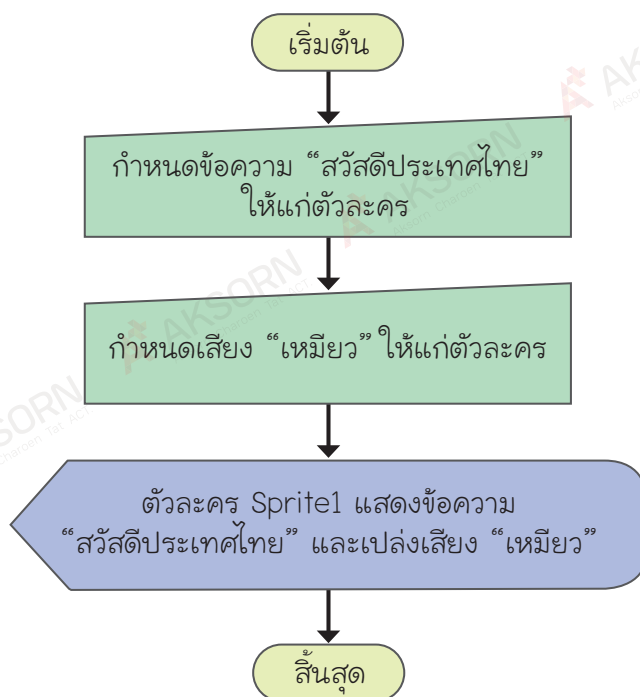 เริ่มต้น
กำหนดข้อความ “สวัสดีประเทศไทย”
ให้แก่ตัวละคร
กำหนดเสียง “เหมียว” ให้แก่ตัวละคร
ตัวละคร Sprite1 แสดงข้อความ
“สวัสดีประเทศไทย” และเปล่งเสียง “เหมียว”
สิ้นสุด
AKSORN
Aksorn Charoen Tat ACT